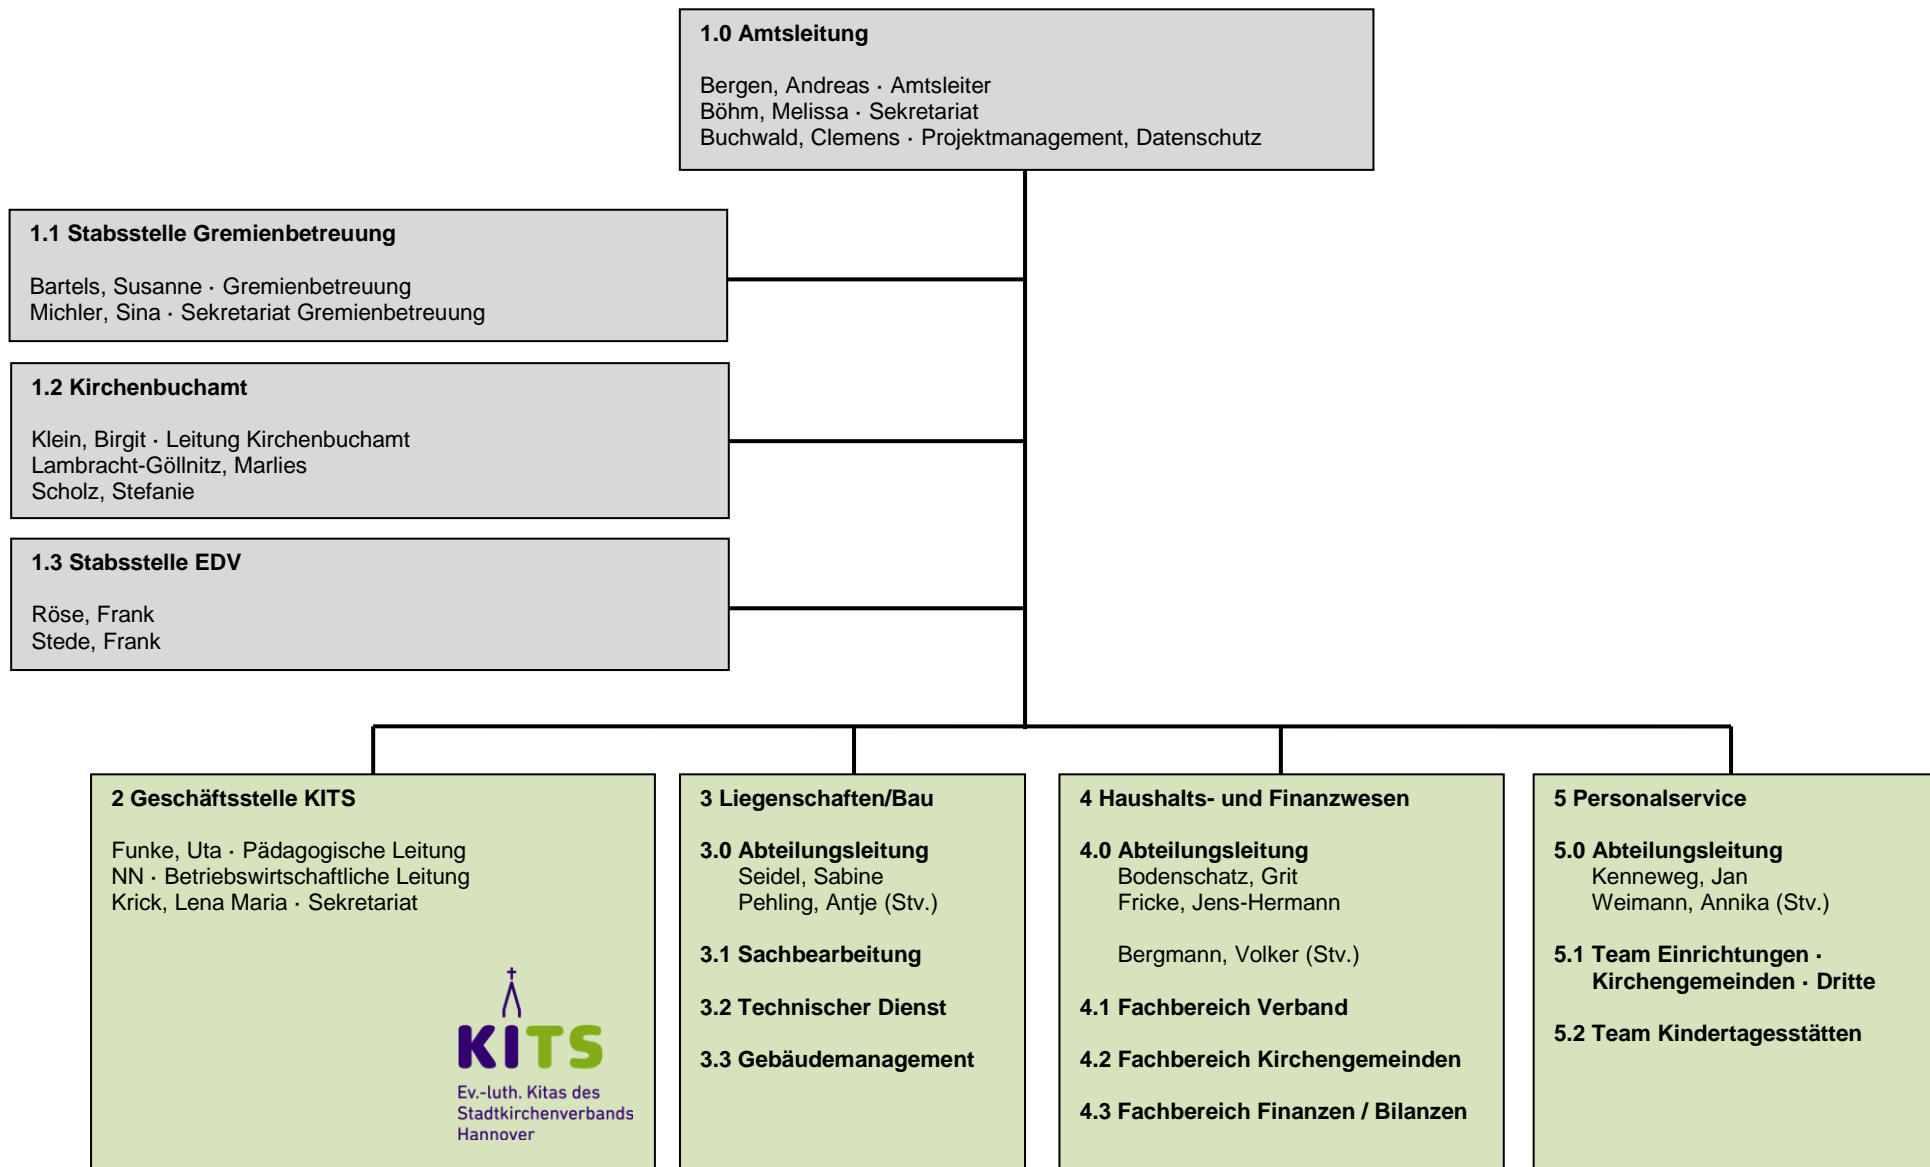 1.0 Amtsleitung
Bergen, Andreas · Amtsleiter
Böhm, Melissa · Sekretariat
Buchwald, Clemens · Projektmanagement, Datenschutz
1.1 Stabsstelle Gremienbetreuung
Bartels, Susanne · Gremienbetreuung
Michler, Sina · Sekretariat Gremienbetreuung
1.2 Kirchenbuchamt
Klein, Birgit · Leitung Kirchenbuchamt
Lambracht-Göllnitz, Marlies
Scholz, Stefanie
1.3 Stabsstelle EDV
Röse, Frank
Stede, Frank
2 Geschäftsstelle KITS
Funke, Uta · Pädagogische Leitung
NN · Betriebswirtschaftliche Leitung
Krick, Lena Maria · Sekretariat
KITS
Ev.-luth. Kitas des
Stadtkirchenverbands
Hannover
3 Liegenschaften/Bau
3.0 Abteilungsleitung
Seidel, Sabine
Pehling, Antje (Stv.)
3.1 Sachbearbeitung
3.2 Technischer Dienst
3.3 Gebäudemanagement
4 Haushalts- und Finanzwesen
4.0 Abteilungsleitung
Bodenschatz, Grit
Fricke, Jens-Hermann
Bergmann, Volker (Stv.)
4.1 Fachbereich Verband
4.2 Fachbereich Kirchengemeinden
4.3 Fachbereich Finanzen / Bilanzen
5 Personalservice
5.0 Abteilungsleitung
Kenneweg, Jan
Weimann, Annika (Stv.)
5.1 Team Einrichtungen ·
Kirchengemeinden · Dritte
5.2 Team Kindertagesstätten